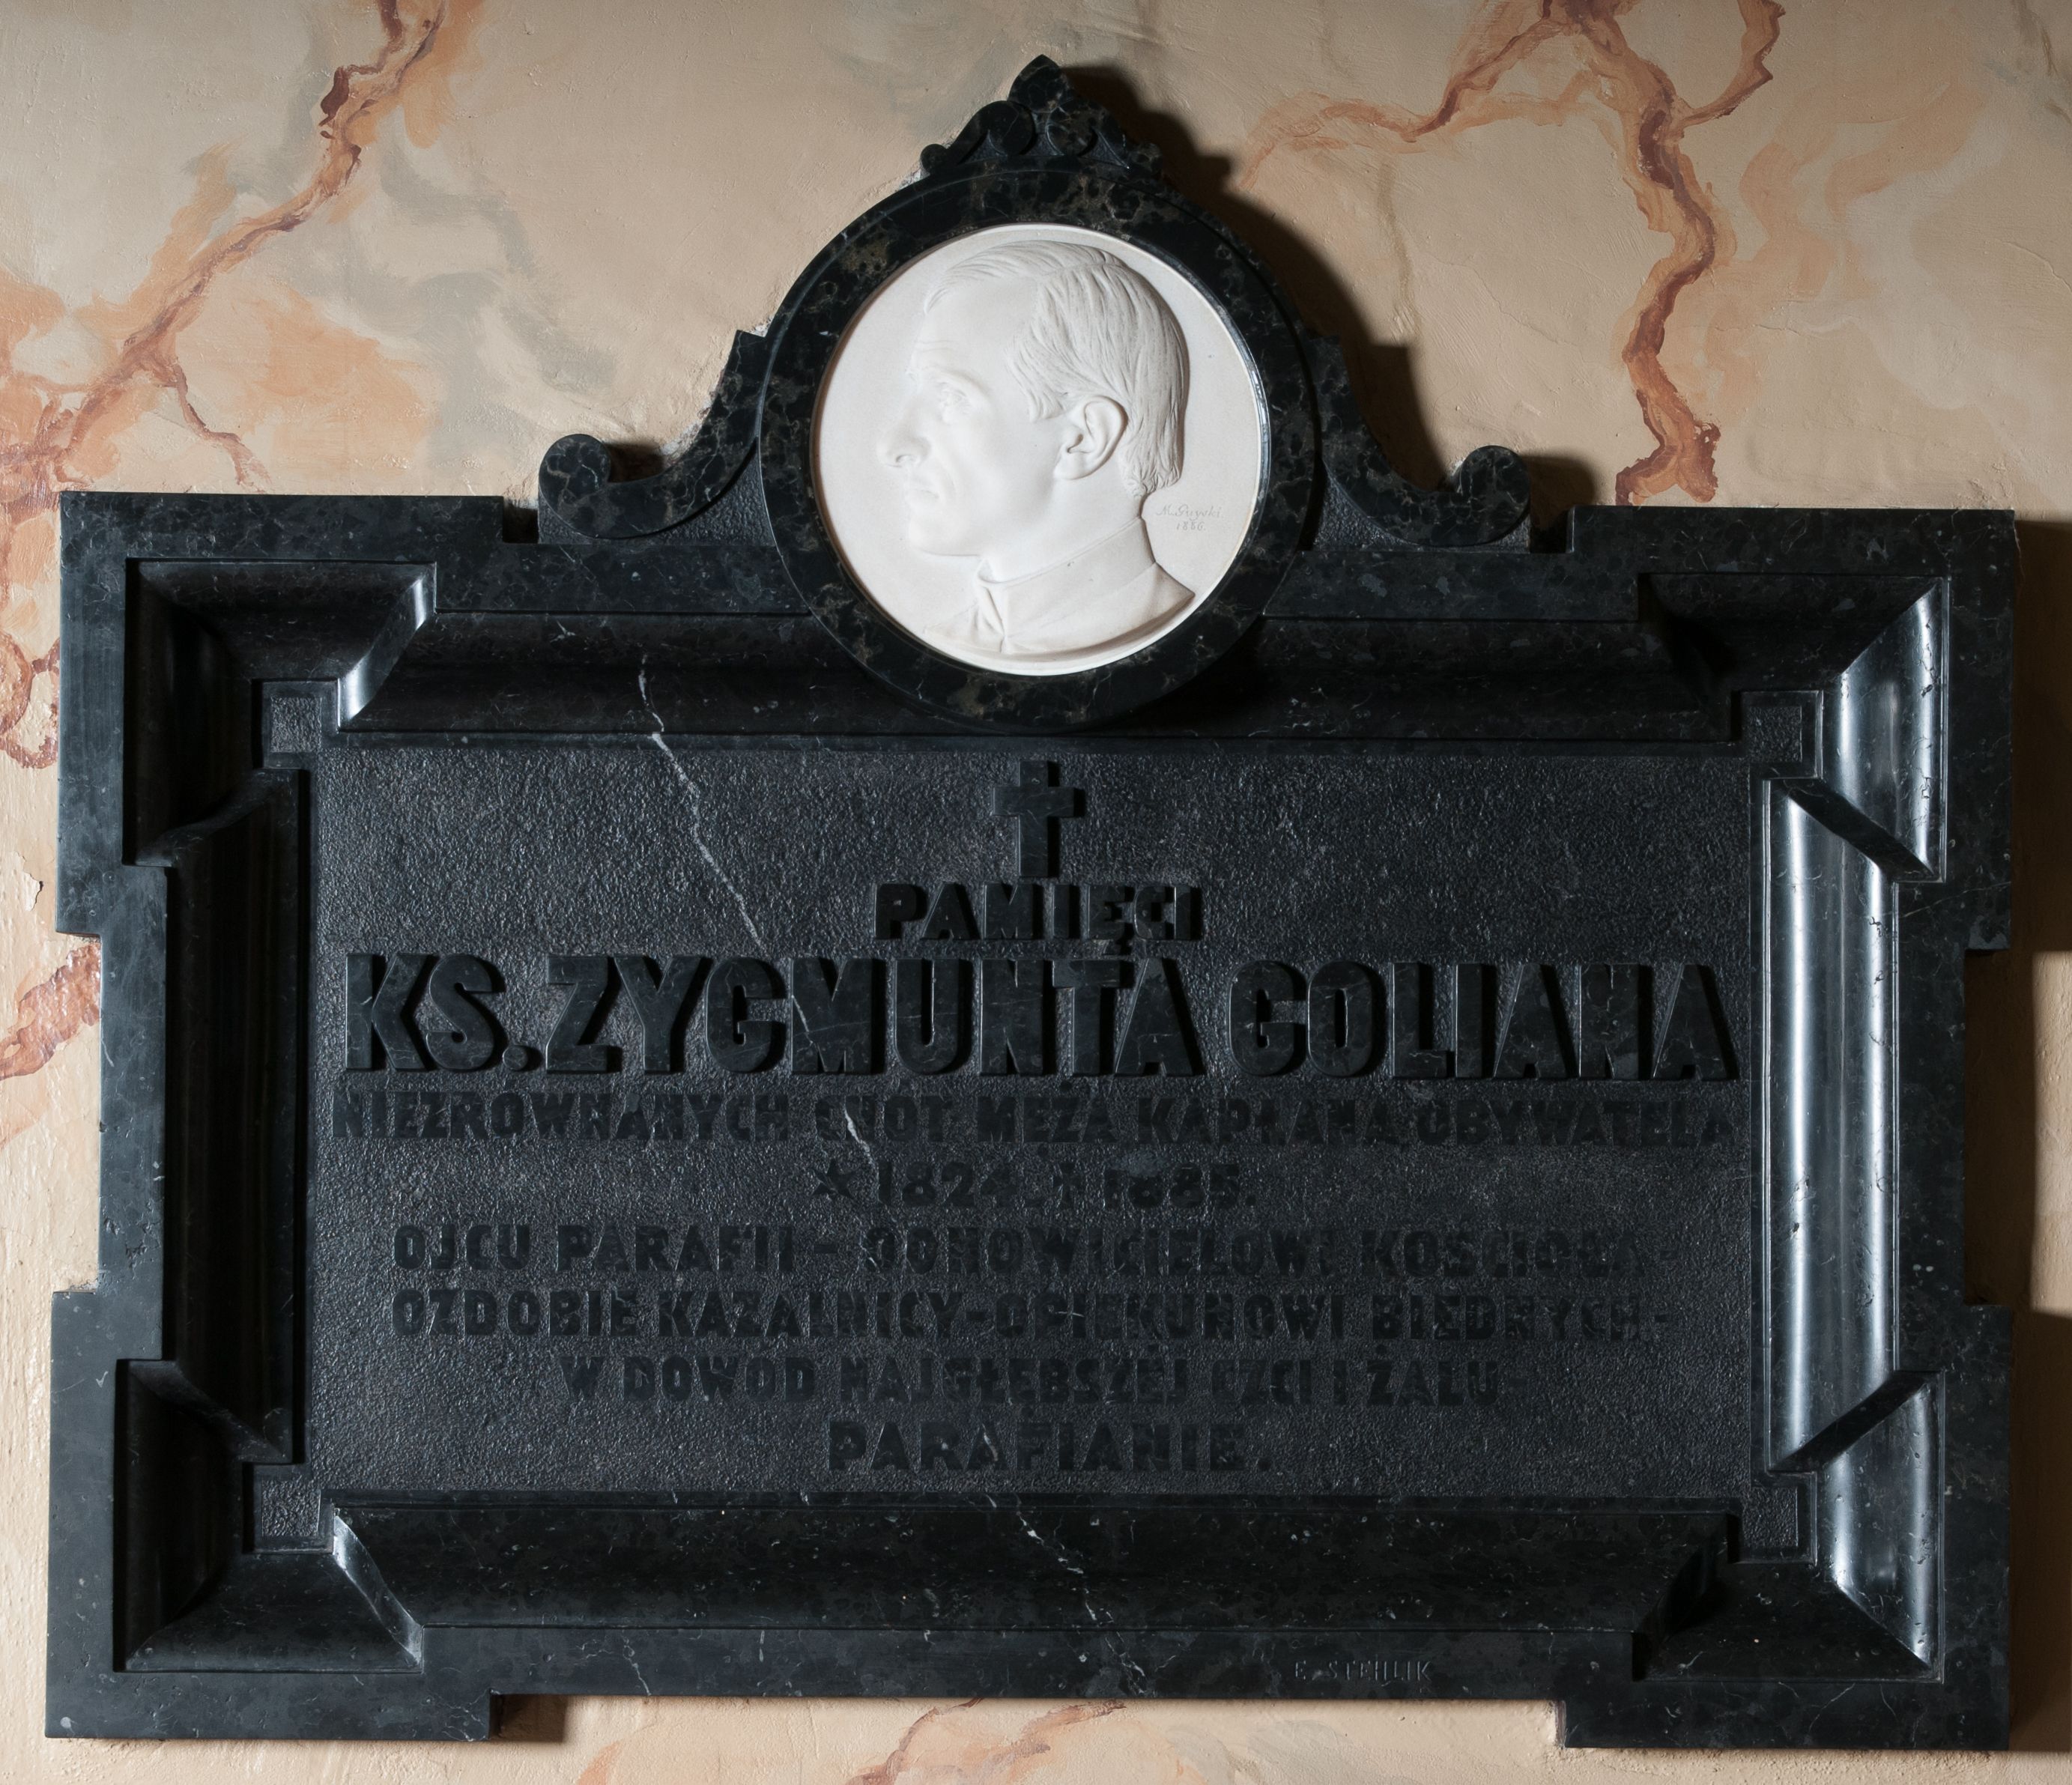 1886.
PAMIĘCI
KS. ZYGMUNTA GOLIANA
NIEZRÓWNANYCH CNÓT MĘŻA KAPŁANA OBYWATELA
* 1824. † 1885.
OJCU PARAFII - ODNOWICIELOWI KOŚCIOŁA -
OZDOBIE KAZALNICY - OPIEKUNOWI BIEDNYCH -
W DOWÓD NAJGŁĘBSZEJ CZCI I ŻALU
PARAFIANIE.
E. STEHLIK